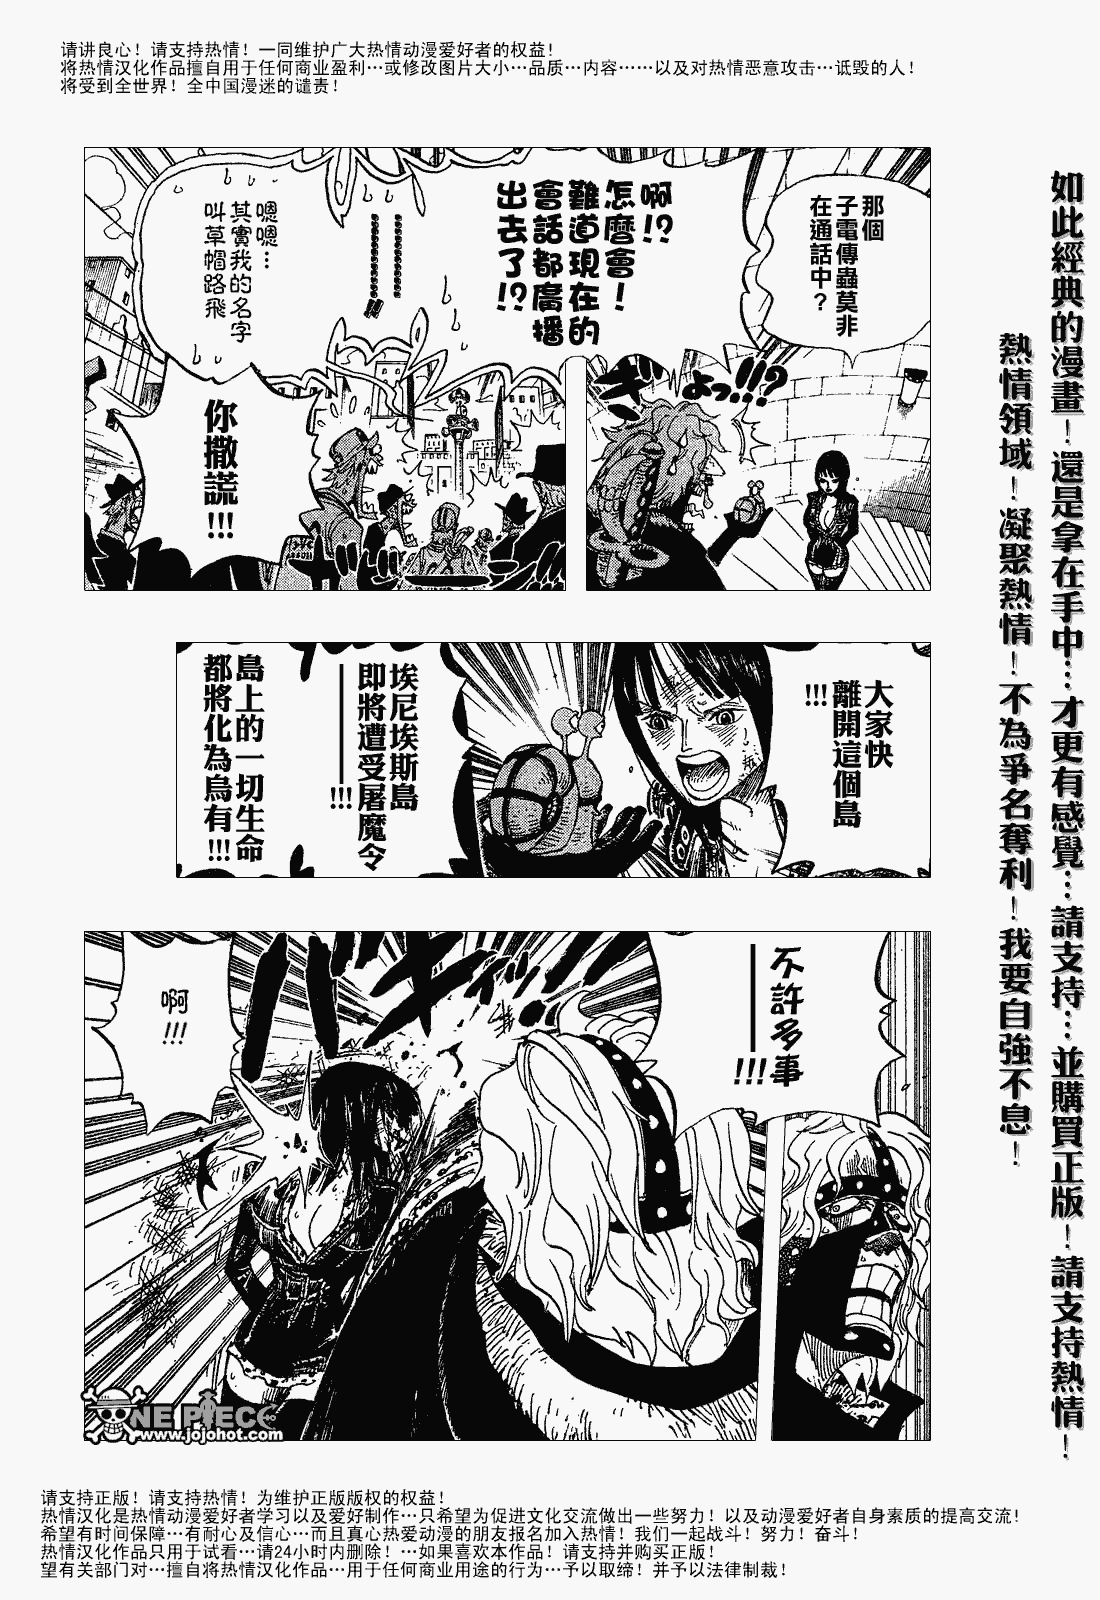 请讲良心！请支持热情！一同维护广大热情动漫爱好者的权益！
将热情汉化作品擅自用于任何商业盈利…或修改图片大小…品质…内容……以及对热情恶意攻击…诋毁的人！
将受到全世界！全中国漫迷的谴责！
如此經典的漫畫！還是拿在手中…才更有感覺…請支持…並購買正版！請支持熱情！
熱情領域！凝聚熱情！不為爭名奪利！我要自強不息！
那個
子電傳蟲莫非
在通話中？
ギ
ょっ!!?
啊!?
怎麼會！
難道現在的
會話都廣播
出去了!?
嗯嗯…
其實我的名字
叫草帽路飛
你撒謊!!!
大家快
離開這個島
!!!
埃尼埃斯島
即將遭受屠魔令
——!!!
島上的一切生命
都將化為烏有!!!
不許多事
——!!!
啊
!!!
ONE PIECE
www.jojohot.com
请支持正版！请支持热情！为维护正版版权的权益！
热情汉化是热情动漫爱好者学习以及爱好制作…只希望为促进文化交流做出一些努力！以及动漫爱好者自身素质的提高交流！
希望有时间保障…有耐心及信心…而且真心热爱动漫的朋友报名加入热情！我们一起战斗！努力！奋斗！
热情汉化作品只用于试看…请24小时内删除！…如果喜欢本作品！请支持并购买正版！
望有关部门对…擅自将热情汉化作品…用于任何商业用途的行为…予以取缔！并予以法律制裁！